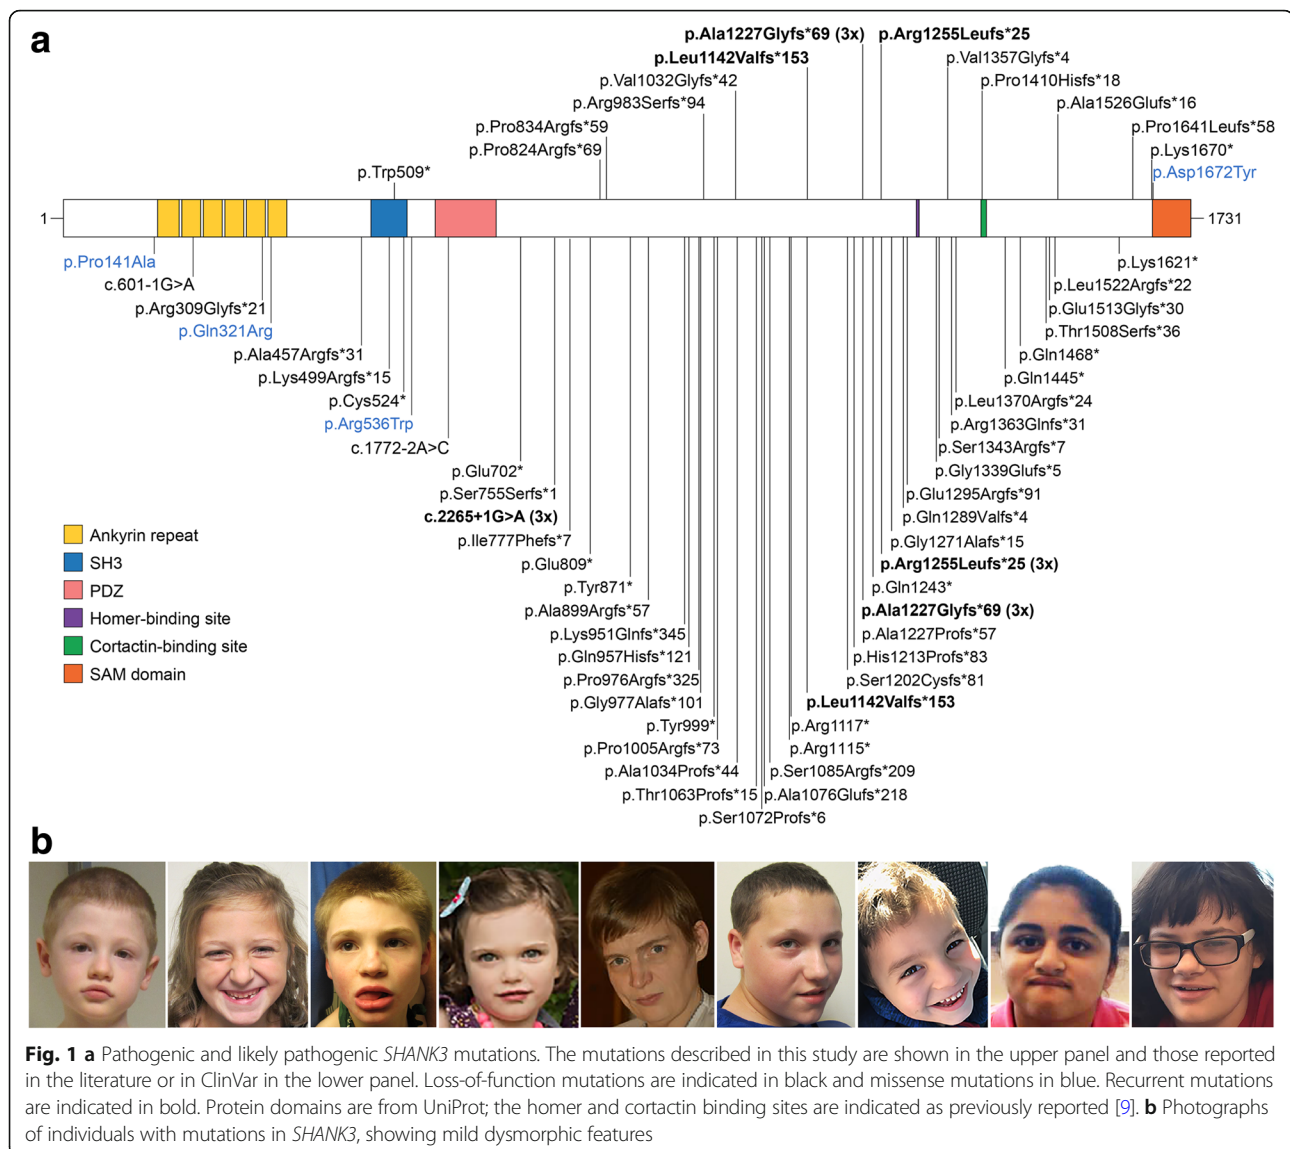 a
p.Ala1227Glyfs*69 (3x) p.Arg1255Leufs*25
p.Leu1142Valfs*153 p.Val1357Glyfs*4
p.Val1032Glyfs*42 p.Pro1410Hisfs*18
p.Arg983Serfs*94 p.Ala1526Glufs*16
p.Pro834Argfs*59 p.Pro1641Leufs*58
p.Pro824Argfs*69 p.Lys1670*
p.Trp509* p.Asp1672Tyr
1 1731
p.Pro141Ala p.Lys1621*
c.601-1G>A p.Leu1522Argfs*22
p.Arg309Glyfs*21 p.Glu1513Glyfs*30
p.Gln321Arg p.Thr1508Serfs*36
p.Ala457Argfs*31 p.Gln1468*
p.Lys499Argfs*15 p.Gln1445*
p.Cys524* p.Leu1370Argfs*24
p.Arg536Trp p.Arg1363Glnfs*31
c.1772-2A>C p.Ser1343Argfs*7
p.Glu702* p.Gly1339Glufs*5
p.Ser755Serfs*1 p.Glu1295Argfs*91
c.2265+1G>A (3x) p.Gln1289Valfs*4
p.Ile777Phefs*7 p.Gly1271Alafs*15
p.Glu809* p.Arg1255Leufs*25 (3x)
p.Tyr871* p.Gln1243*
p.Ala899Argfs*57 p.Ala1227Glyfs*69 (3x)
p.Lys951Glnfs*345 p.Ala1227Profs*57
p.Gln957Hisfs*121 p.His1213Profs*83
p.Pro976Argfs*325 p.Ser1202Cysfs*81
p.Gly977Alafs*101 p.Leu1142Valfs*153
p.Tyr999* p.Arg1117*
p.Pro1005Argfs*73 p.Arg1115*
p.Ala1034Profs*44 p.Ser1085Argfs*209
p.Thr1063Profs*15 p.Ala1076Glufs*218
p.Ser1072Profs*6
Ankyrin repeat
SH3
PDZ
Homer-binding site
Cortactin-binding site
SAM domain
b
Fig. 1 a Pathogenic and likely pathogenic SHANK3 mutations. The mutations described in this study are shown in the upper panel and those reported
in the literature or in ClinVar in the lower panel. Loss-of-function mutations are indicated in black and missense mutations in blue. Recurrent mutations
are indicated in bold. Protein domains are from UniProt; the homer and cortactin binding sites are indicated as previously reported [9]. b Photographs
of individuals with mutations in SHANK3, showing mild dysmorphic features